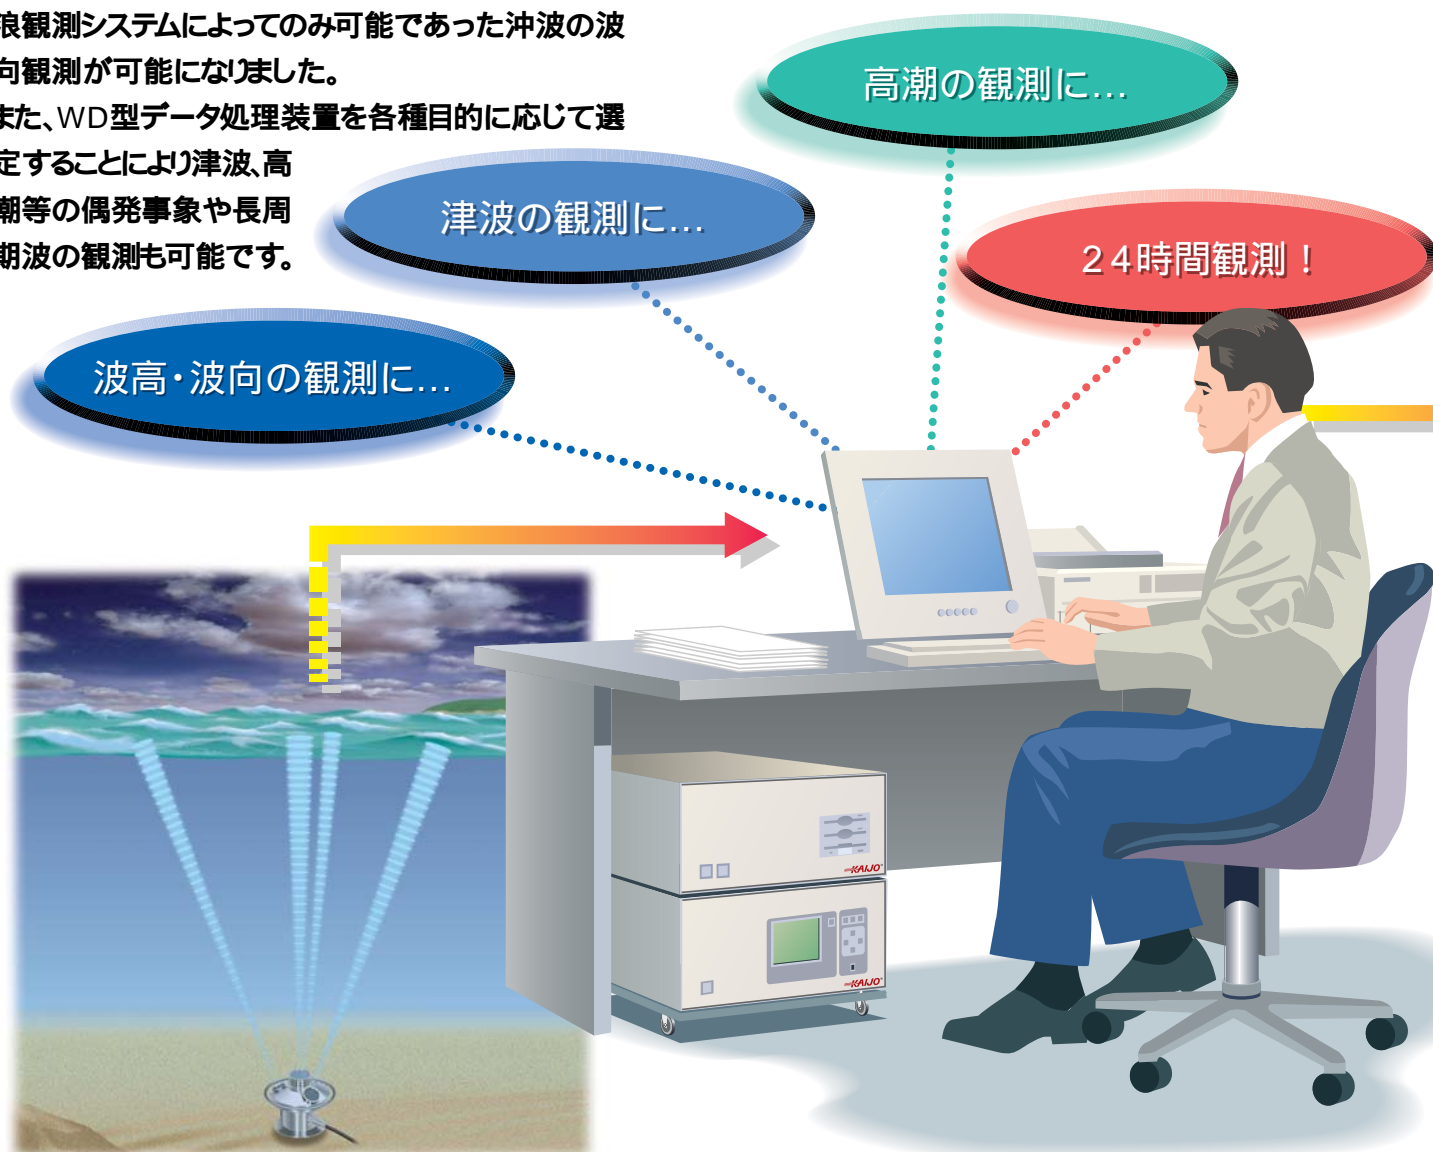 浪観測システムによってのみ可能であった沖波の波
向観測が可能になりました。
また、WD型データ処理装置を各種目的に応じて選
定することにより津波、高
潮等の偶発事象や長周
期波の観測も可能です。
高潮の観測に…
津波の観測に…
24時間観測！
波高・波向の観測に…
KAIJO
KAIJO